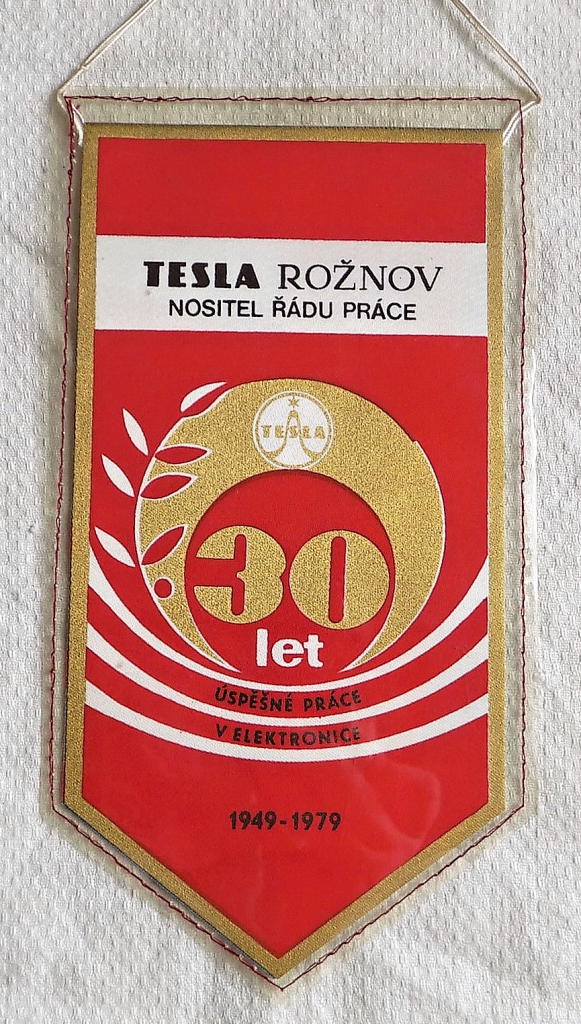 TESLA ROŽNOV
NOSITEL ŘÁDU PRÁCE
TESLA
30
let
ÚSPĚŠNÉ PRÁCE
V ELEKTRONICE
1949-1979